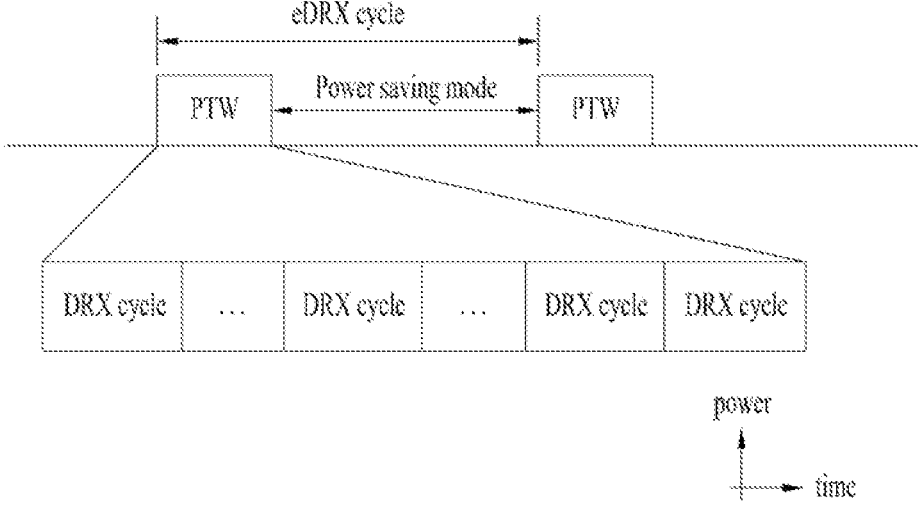 eDRX cycle
PTW
Power saving mode
PTW
DRX cycle
...
DRX cycle
...
DRX cycle
DRX cycle
power
time